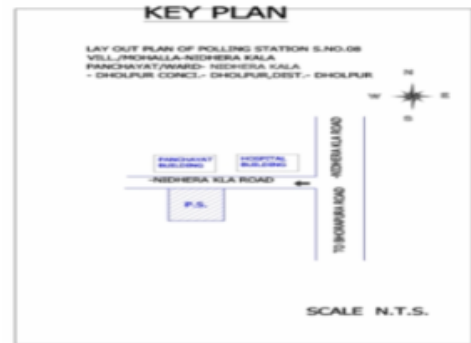 KEY PLAN
LAY OUT PLAN OF POLLING STATION S.NO.08
VILL./MOHALLA-NIDHERA KALA
PANCHAYAT/WARD- NIDHERA KALA
- DHOLPUR CONCI.- DHOLPUR,DIST.- DHOLPUR
N
W E
S
PANCHAYAT
BUILDING
HOSPITAL
BUILDING
-NIDHERA KLA ROAD
P.S.
-NIDHERA KLA ROAD
TO BHORAPURA ROAD
SCALE N.T.S.